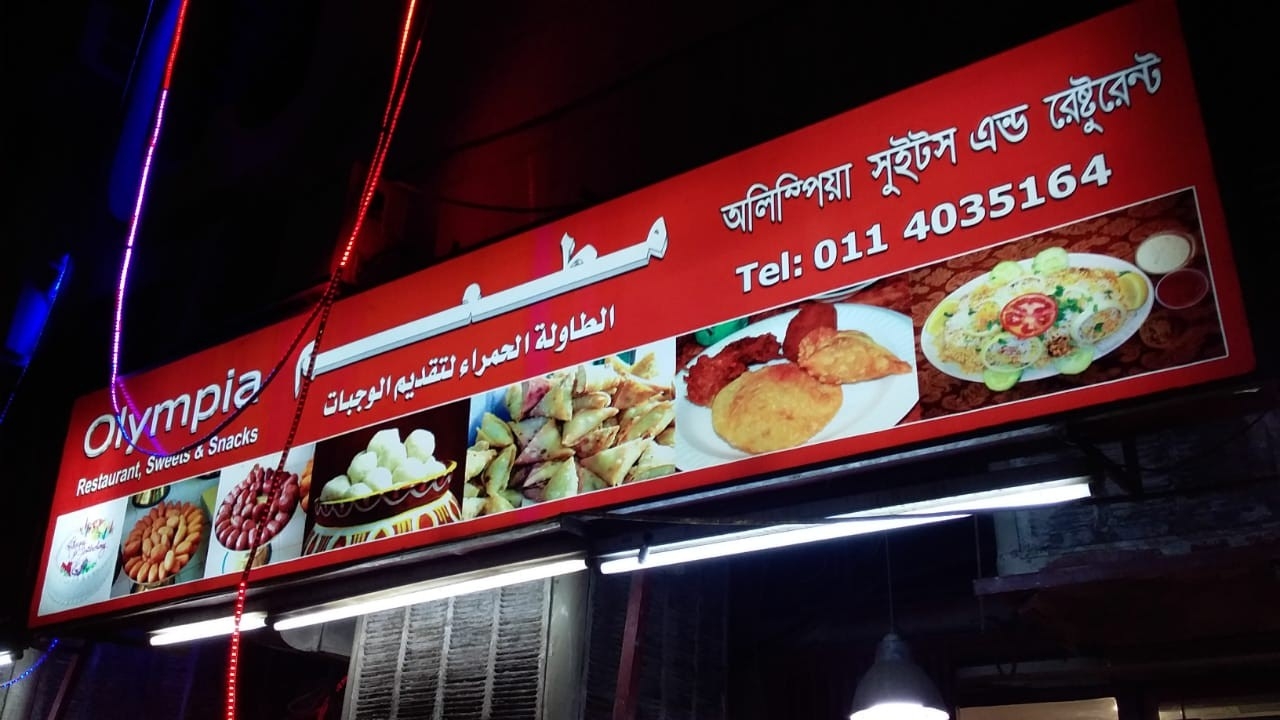 Olympia
Restaurant, Sweets & Snacks
مطعم
الطاولة الحمراء لتقديم الوجبات
অলিম্পিয়া সুইটস এন্ড রেষ্টুরেন্ট
Tel: 011 4035164